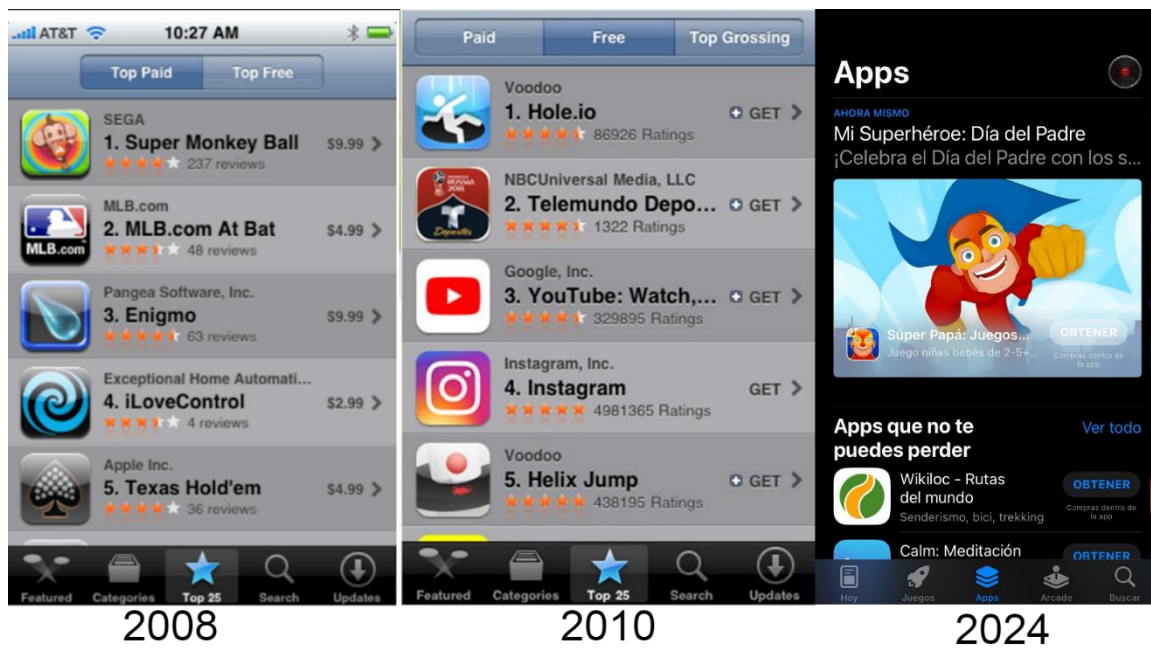 AT&T 10:27 AM
Top Paid Top Free
SEGA
1. Super Monkey Ball $9.99
237 reviews
MLB.com
MLB.com
2. MLB.com At Bat $4.99
48 reviews
Pangea Software, Inc.
3. Enigmo $9.99
63 reviews
Exceptional Home Automati...
4. iLoveControl $2.99
4 reviews
Apple Inc.
5. Texas Hold'em $4.99
36 reviews
Featured Categories Top 25 Search Updates
2008
Paid Free Top Grossing
Voodoo
1. Hole.io GET
86926 Ratings
RUSSIA
2018
Deportes
NBCUniversal Media, LLC
2. Telemundo Depo... GET
1322 Ratings
Google, Inc.
3. YouTube: Watch,... GET
329895 Ratings
Instagram, Inc.
4. Instagram GET
4981365 Ratings
Voodoo
5. Helix Jump GET
438195 Ratings
Featured Categories Top 25 Search Updates
2010
Apps
AHORA MISMO
Mi Superhéroe: Día del Padre
¡Celebra el Día del Padre con los s...
Súper Papá: Juegos...
Juego niñas bebés de 2-5+...
OBTENER
Compras dentro de
la app
Apps que no te
puedes perder
Ver todo
Wikiloc - Rutas
del mundo
Senderismo, bici, trekking
OBTENER
Compras dentro de
la app
Calm: Meditación
OBTENER
Hoy Juegos Apps Arcade Buscar
2024